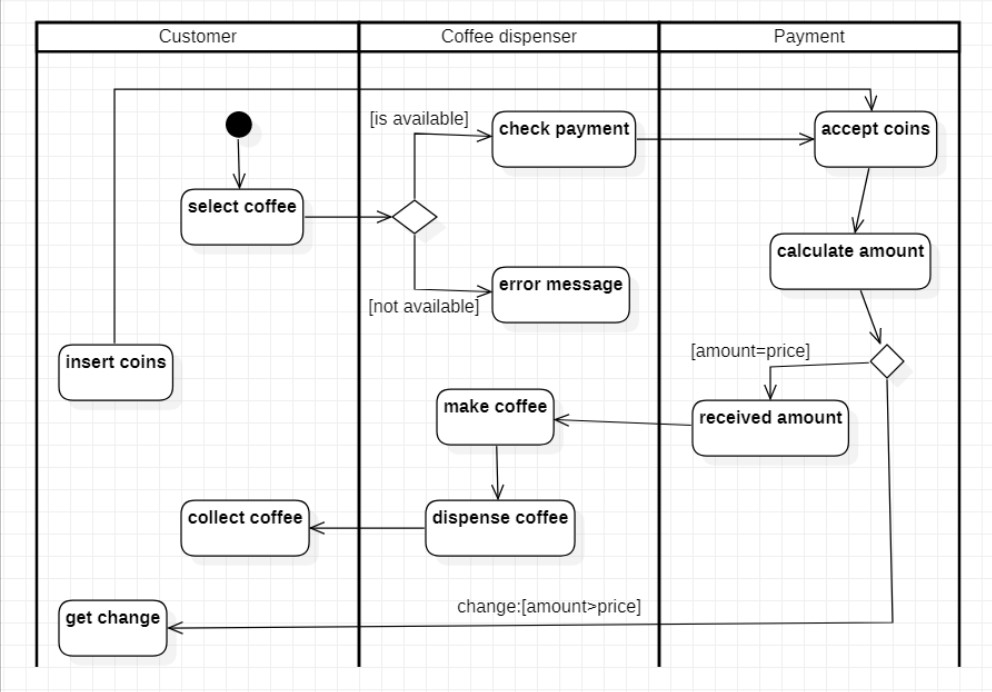 Customer
Coffee dispenser
Payment
[is available]
check payment
accept coins
select coffee
calculate amount
error message
[not available]
[amount=price]
insert coins
make coffee
received amount
collect coffee
dispense coffee
change:[amount>price]
get change